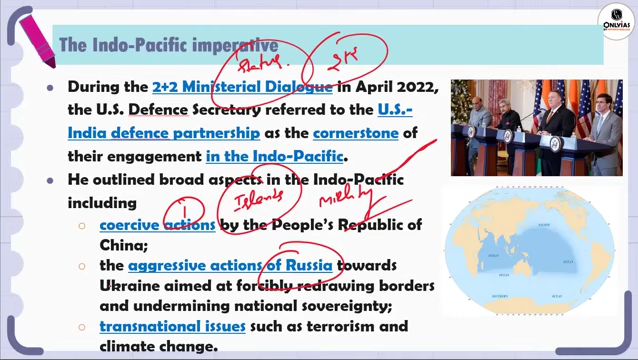 The Indo-Pacific imperative
ONLYIAS
During the 2+2 Ministerial Dialogue in April 2022,
the U.S. Defence Secretary referred to the U.S.-
India defence partnership as the cornerstone of
their engagement in the Indo-Pacific.
He outlined broad aspects in the Indo-Pacific
including
Islands
coercive actions by the People's Republic of
China;
the aggressive actions of Russia towards
Ukraine aimed at forcibly redrawing borders
and undermining national sovereignty;
transnational issues such as terrorism and
climate change.